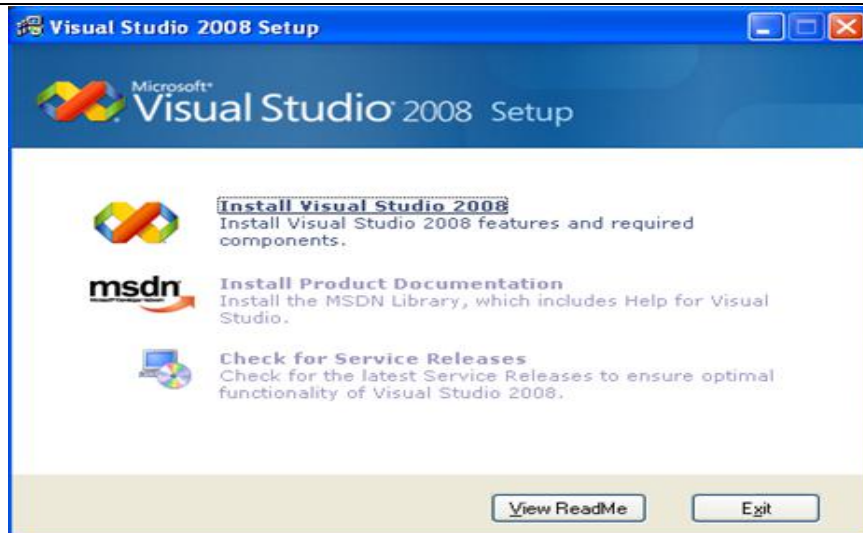 Visual Studio 2008 Setup
Microsoft
Visual Studio 2008 Setup
Install Visual Studio 2008
Install Visual Studio 2008 features and required
components.
msdn
Install Product Documentation
Install the MSDN Library, which includes Help for Visual
Studio.
Check for Service Releases
Check for the latest Service Releases to ensure optimal
functionality of Visual Studio 2008.
View ReadMe
Exit